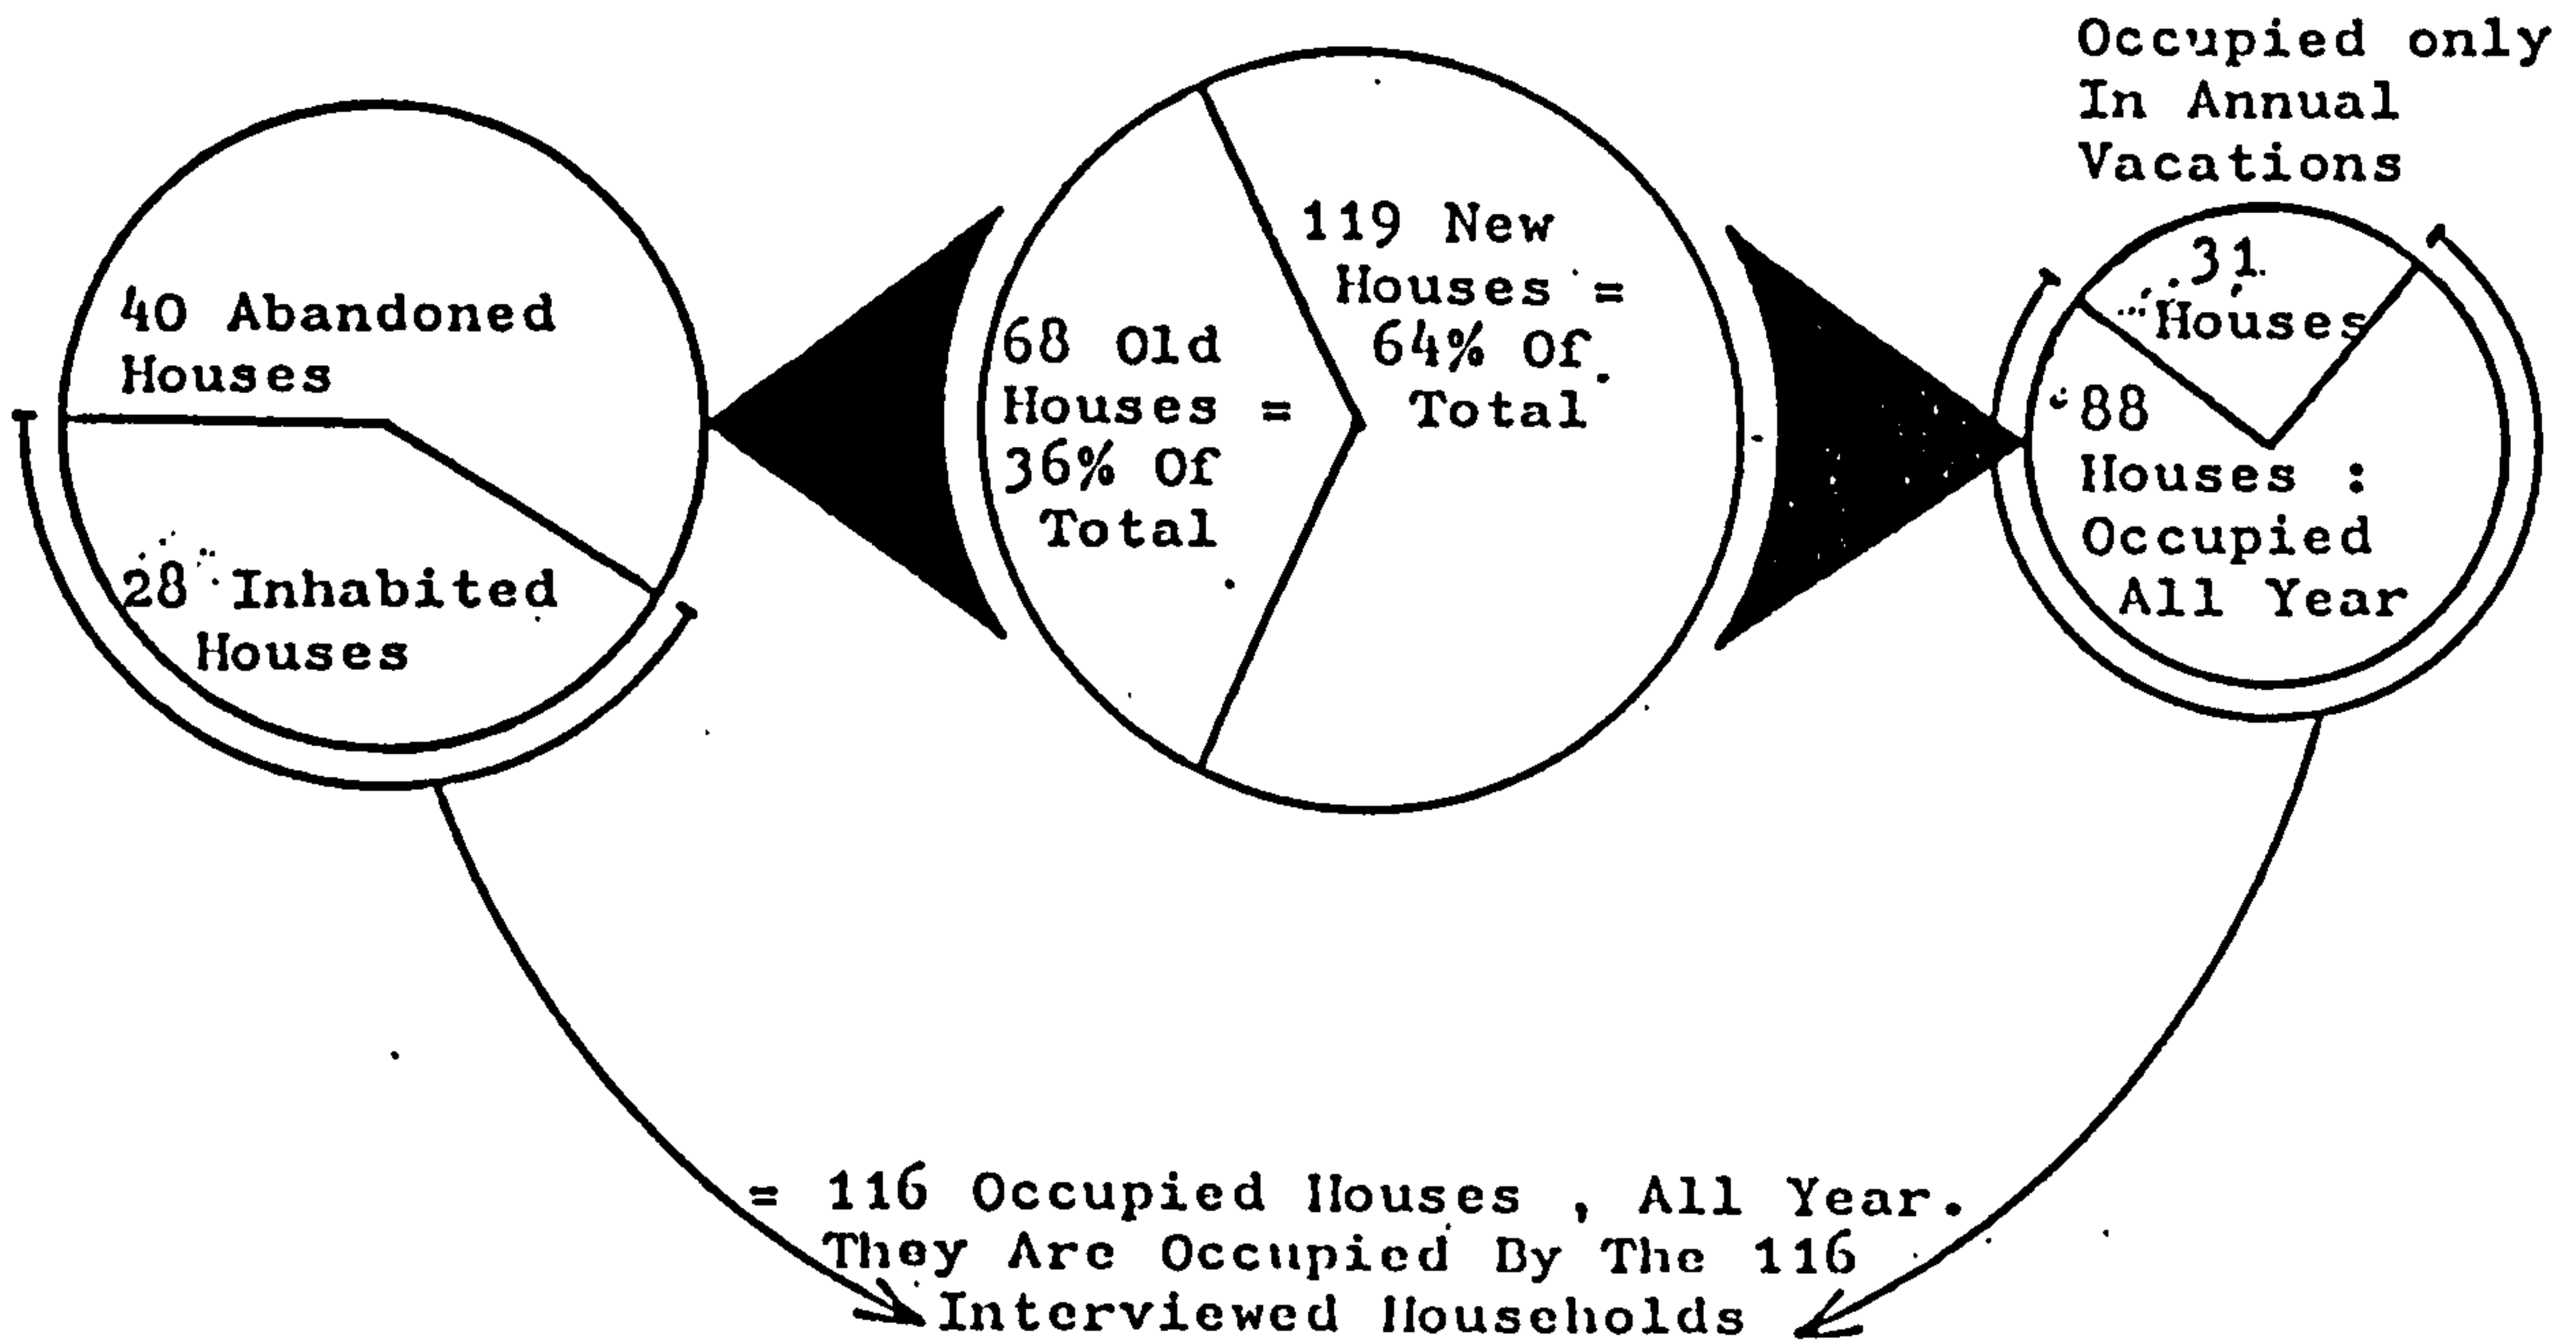 Occupied only
In Annual
Vacations
40 Abandoned
Houses
28 Inhabited
Houses
68 Old
Houses =
36% Of
Total
119 New
Houses =
64% Of
Total
31
Houses
88
Houses :
Occupied
All Year
= 116 Occupied Houses , All Year.
They Are Occupied By The 116
Interviewed Households